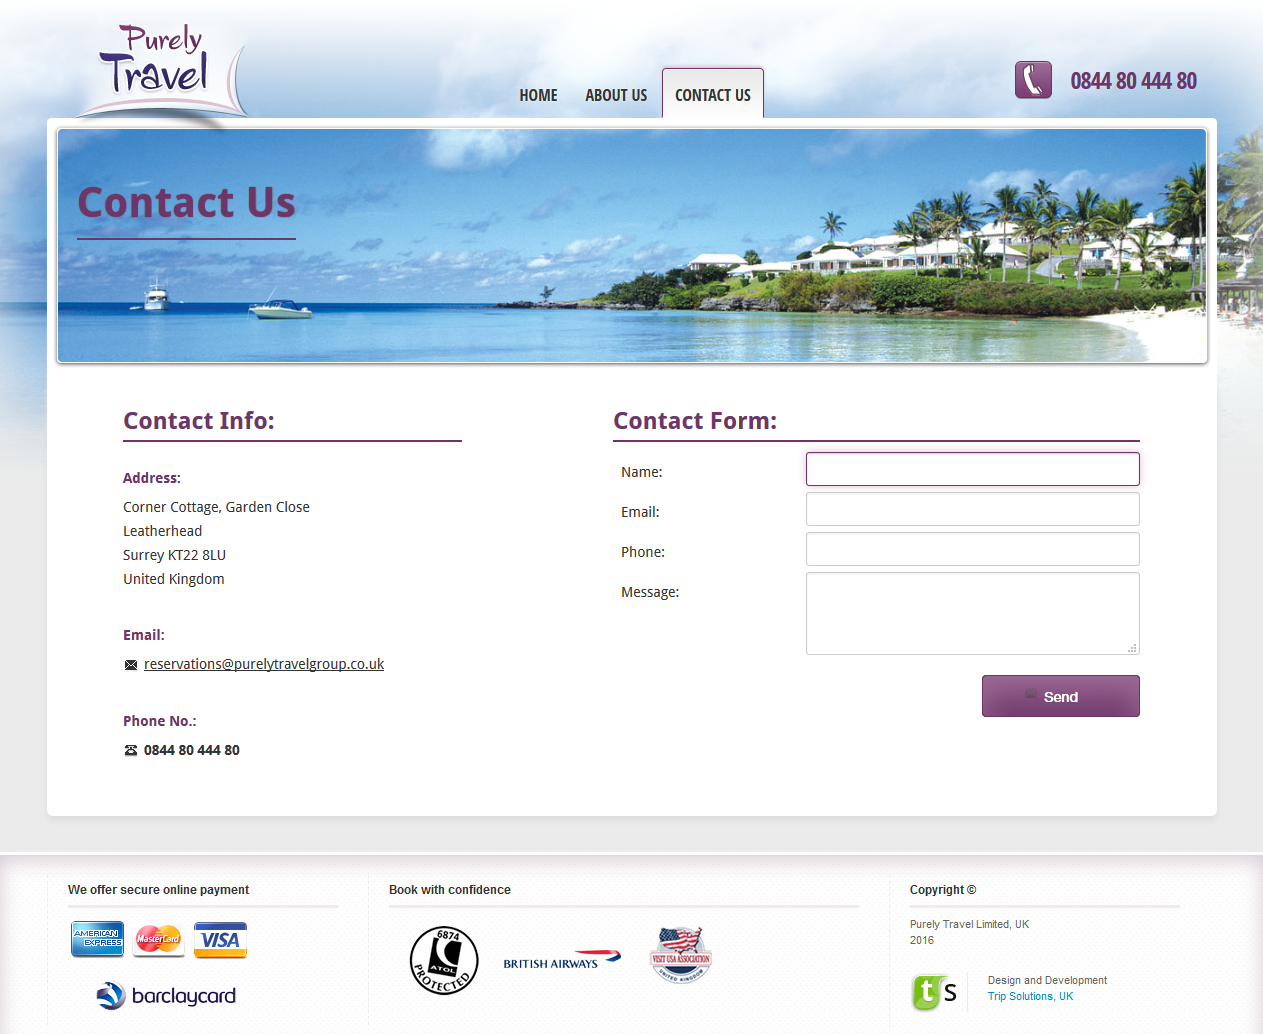 Purely
Travel
HOME
ABOUT US
CONTACT US
0844 80 444 80
Contact Us
Contact Info:
Address:
Corner Cottage, Garden Close
Leatherhead
Surrey KT22 8LU
United Kingdom
Email:
reservations@purelytravelgroup.co.uk
Phone No.:
0844 80 444 80
Contact Form:
Name:
Email:
Phone:
Message:
Send
We offer secure online payment
AMERICAN
EXPRESS
MasterCard
VISA
barclaycard
Book with confidence
6874
ATOL
PROTECTED
BRITISH AIRWAYS
VISIT USA ASSOCIATION
UNITED KINGDOM
Copyright ©
Purely Travel Limited, UK
2016
ts
Design and Development
Trip Solutions, UK